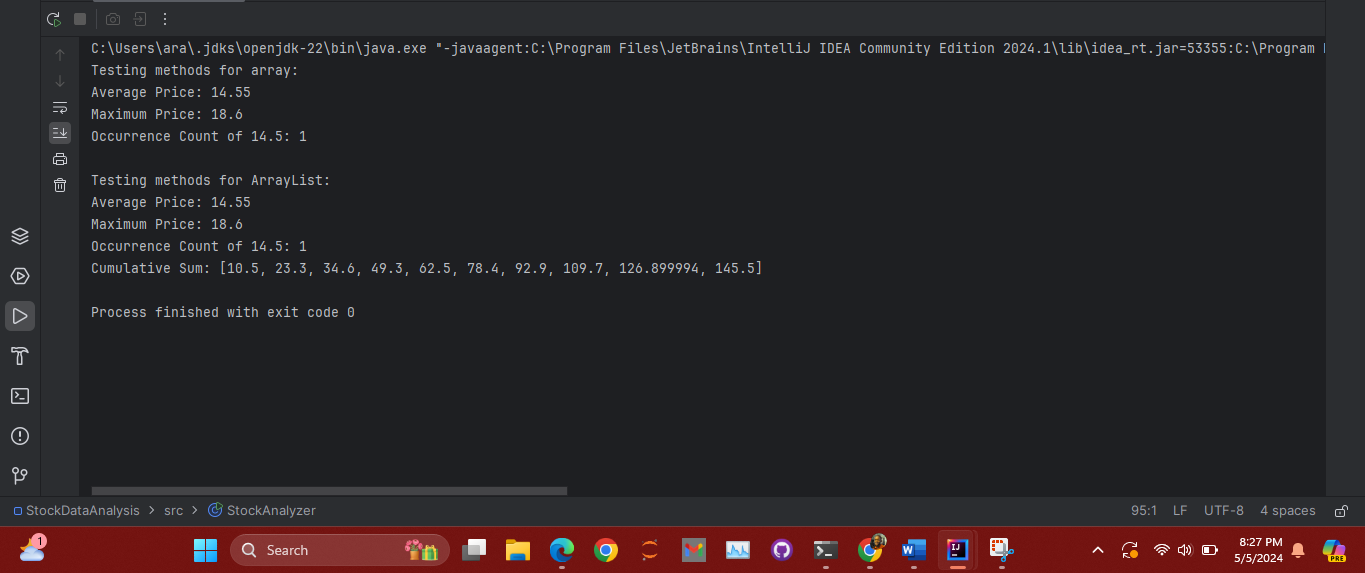 C:\Users\ara\.jdks\openjdk-22\bin\java.exe "-javaagent:C:\Program Files\JetBrains\IntelliJ IDEA Community Edition 2024.1\lib\idea_rt.jar=53355:C:\Program
Testing methods for array:
Average Price: 14.55
Maximum Price: 18.6
Occurrence Count of 14.5: 1
Testing methods for ArrayList:
Average Price: 14.55
Maximum Price: 18.6
Occurrence Count of 14.5: 1
Cumulative Sum: [10.5, 23.3, 34.6, 49.3, 62.5, 78.4, 92.9, 109.7, 126.899994, 145.5]
Process finished with exit code 0
StockDataAnalysis > src > StockAnalyzer 95:1 LF UTF-8 4 spaces
1 Search 8:27 PM
5/5/2024
PRE